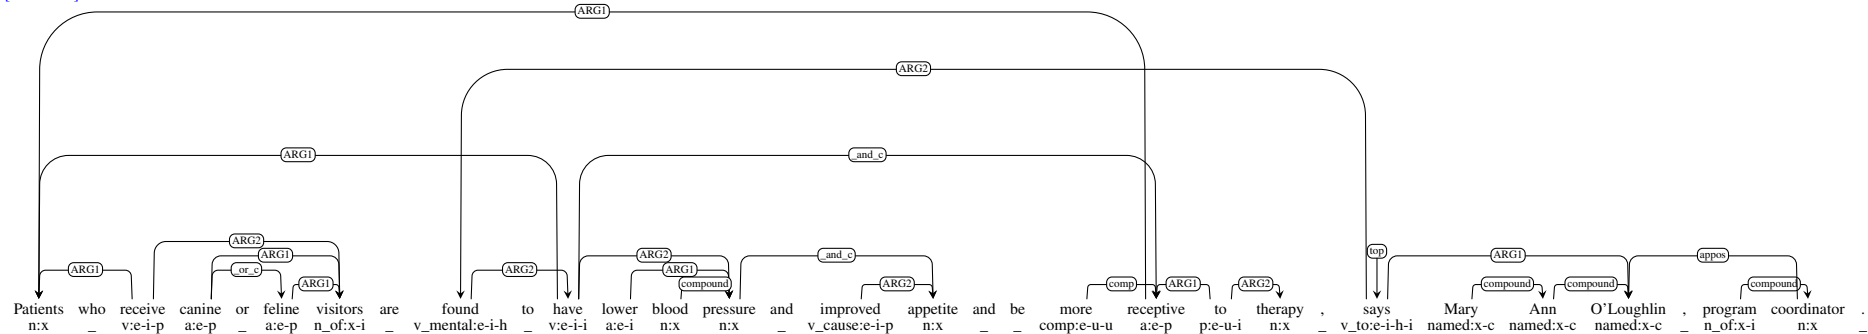 ARG1
ARG2
ARG1 _and_c
ARG2 ARG1 ARG2 _and_c top ARG1 appos
ARG1 _or_c ARG1 ARG2 ARG1 compound ARG2 comp ARG1 ARG2 compound compound compound
Patients who receive canine or feline visitors are found to have lower blood pressure and improved appetite and be more receptive to therapy , says Mary Ann O'Loughlin , program coordinator .
n:x _ v:e-i-p a:e-p _ a:e-p n_of:x-i _ v_mental:e-i-h _ v:e-i-i a:e-i n:x n:x _ v_cause:e-i-p n:x _ _ comp:e-u-u a:e-p p:e-u-i n:x _ v_to:e-i-h-i named:x-c named:x-c named:x-c _ n_of:x-i n:x _